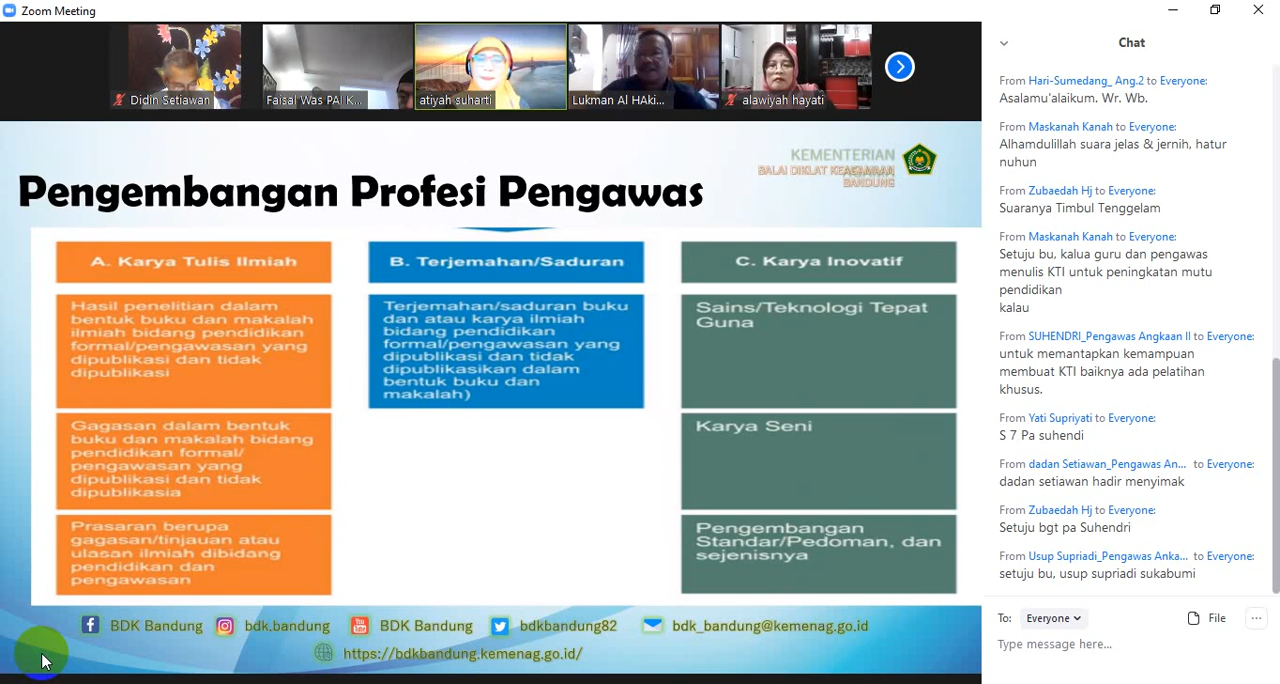 Zoom Meeting
Didin Setiawan
Faisal Was PAI K...
atiyah suharti
Lukman Al HAki...
alawiyah hayati
KEMENTERIAN
BALAI DIKLAT KEAGAMAAN
BANDUNG
Pengembangan Profesi Pengawas
A. Karya Tulis Ilmiah
Hasil penelitian dalam
bentuk buku dan makalah
ilmiah bidang pendidikan
formal/pengawasan yang
dipublikasi dan tidak
dipublikasi
Gagasan dalam bentuk
buku dan makalah bidang
pendidikan formal/
pengawasan yang
dipublikasi dan tidak
dipublikasia
Prasaran berupa
gagasan/tinjauan atau
ulasan ilmiah dibidang
pendidikan dan
pengawasan
B. Terjemahan/Saduran
Terjemahan/saduran buku
dan atau karya ilmiah
bidang pendidikan
formal/pengawasan yang
dipublikasi dan tidak
dipublikasikan dalam
bentuk buku dan
makalah)
C. Karya Inovatif
Sains/Teknologi Tepat
Guna
Karya Seni
Pengembangan
Standar/Pedoman, dan
sejenisnya
BDK Bandung bdk.bandung BDK Bandung bdkbandung82 bdk_bandung@kemenag.go.id
https://bdkbandung.kemenag.go.id/
Chat
From Hari-Sumedang_ Ang.2 to Everyone:
Asalamu'alaikum. Wr. Wb.
From Maskanah Kanah to Everyone:
Alhamdulillah suara jelas & jernih, hatur
nuhun
From Zubaedah Hj to Everyone:
Suaranya Timbul Tenggelam
From Maskanah Kanah to Everyone:
Setuju bu, kalua guru dan pengawas
menulis KTI untuk peningkatan mutu
pendidikan
kalau
From SUHENDRI_Pengawas Angkaan II to Everyone:
untuk memantapkan kemampuan
membuat KTI baiknya ada pelatihan
khusus.
From Yati Supriyati to Everyone:
S 7 Pa suhendi
From dadan Setiawan_Pengawas An... to Everyone:
dadan setiawan hadir menyimak
From Zubaedah Hj to Everyone:
Setuju bgt pa Suhendri
From Usup Supriadi_Pengawas Anka... to Everyone:
setuju bu, usup supriadi sukabumi
To: Everyone File
Type message here...